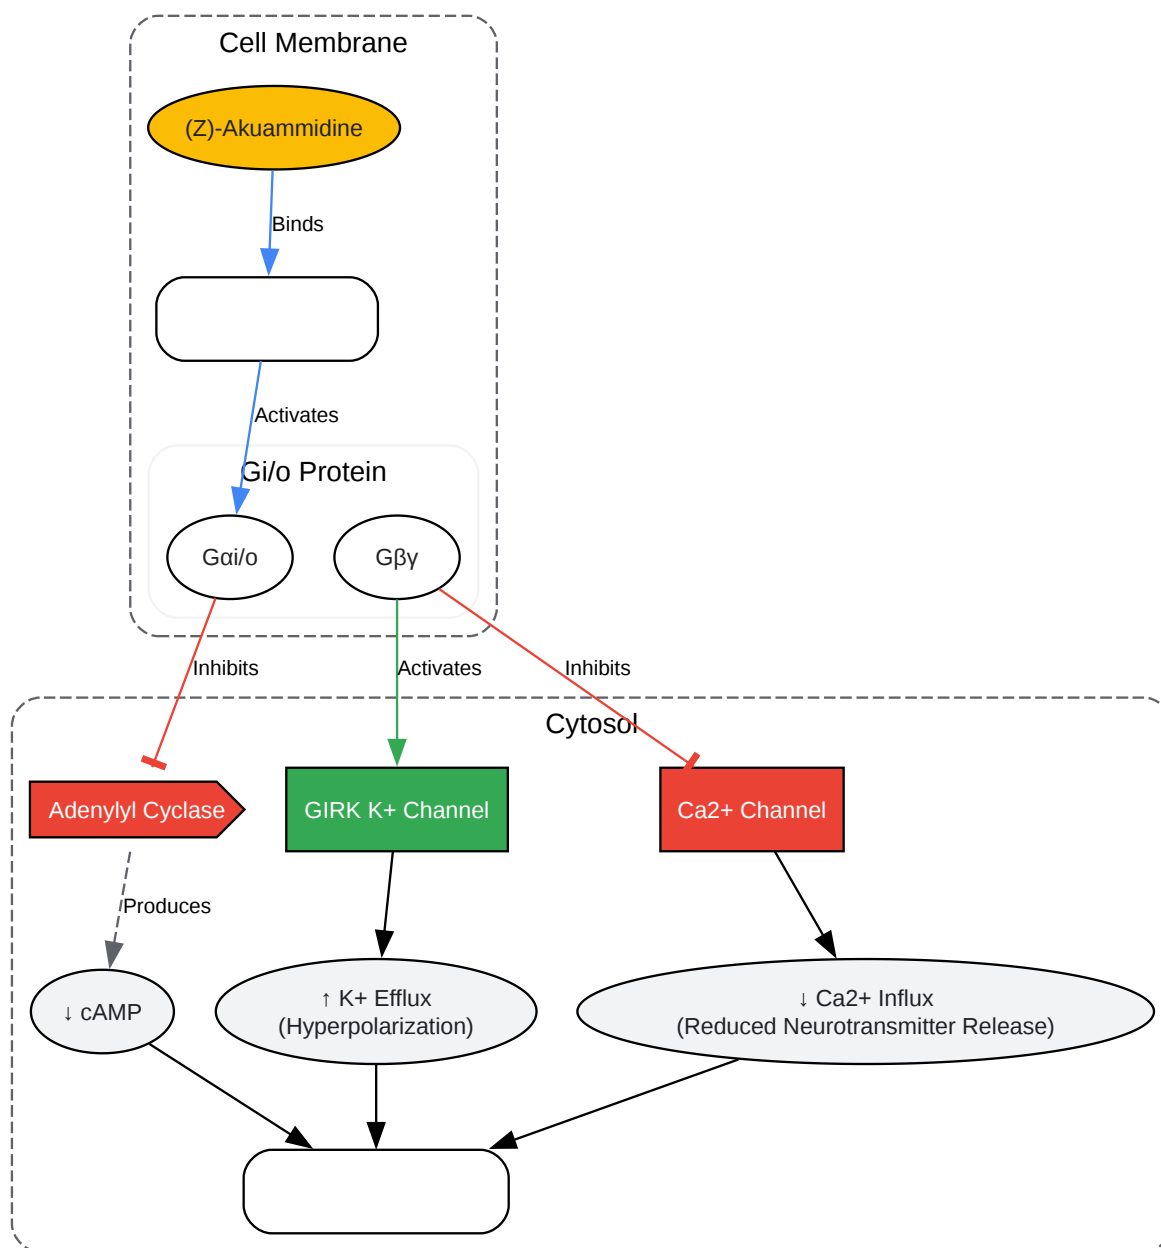 Cell Membrane
(Z)-Akuammidine
Binds
Activates
Gi/o Protein
Gαi/o
Gβγ
Inhibits
Activates
Inhibits
Cytosol
Adenylyl Cyclase
GIRK K+ Channel
Ca2+ Channel
Produces
↓ cAMP
↑ K+ Efflux
(Hyperpolarization)
↓ Ca2+ Influx
(Reduced Neurotransmitter Release)